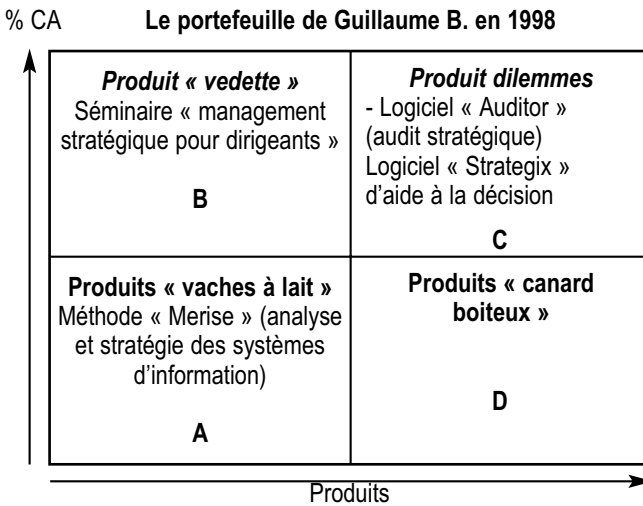 % CA
Le portefeuille de Guillaume B. en 1998
Produit « vedette »
Séminaire « management
stratégique pour dirigeants »
B
Produit dilemmes
- Logiciel « Auditor »
(audit stratégique)
Logiciel « Strategix »
d’aide à la décision
C
Produits « vaches à lait »
Méthode « Merise » (analyse
et stratégie des systèmes
d’information)
A
Produits « canard
boiteux »
D
Produits